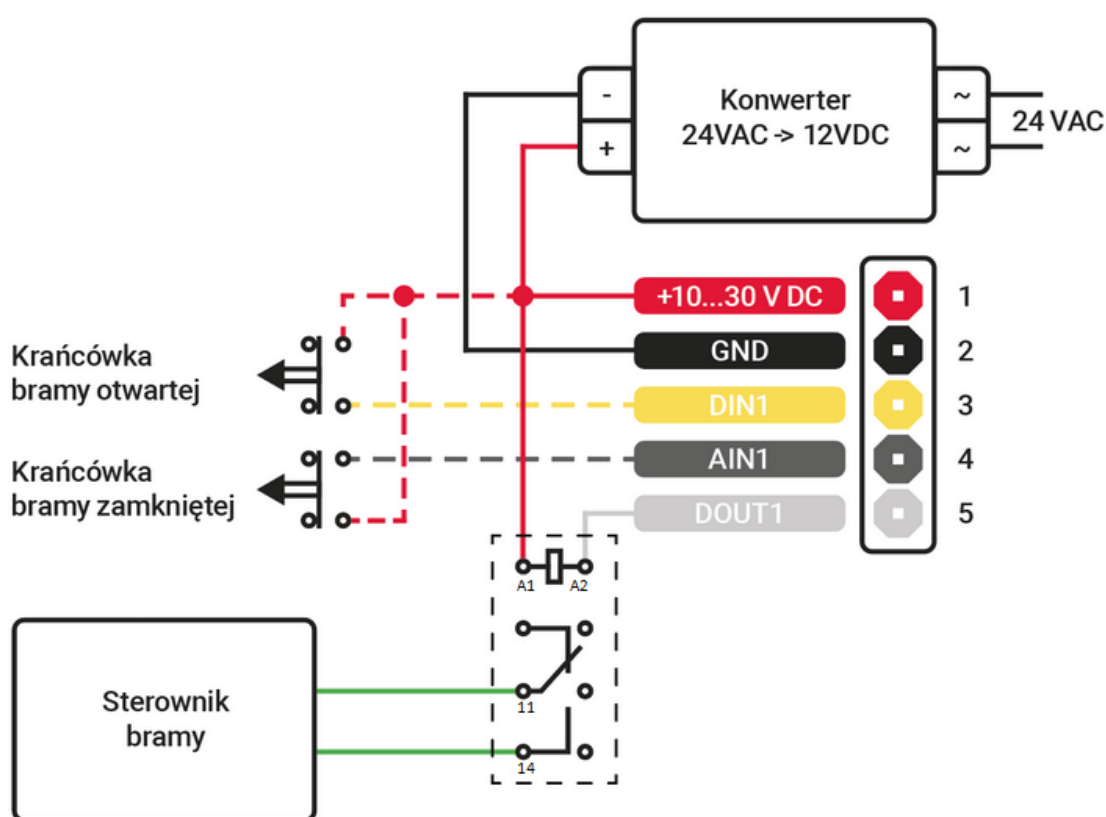 -
+
Konwerter
24VAC -> 12VDC
~
~
24 VAC
+10...30 V DC
1
GND
2
DIN1
3
AIN1
4
DOUT1
5
Krańcówka
bramy otwartej
Krańcówka
bramy zamkniętej
A1
A2
11
14
Sterownik
bramy